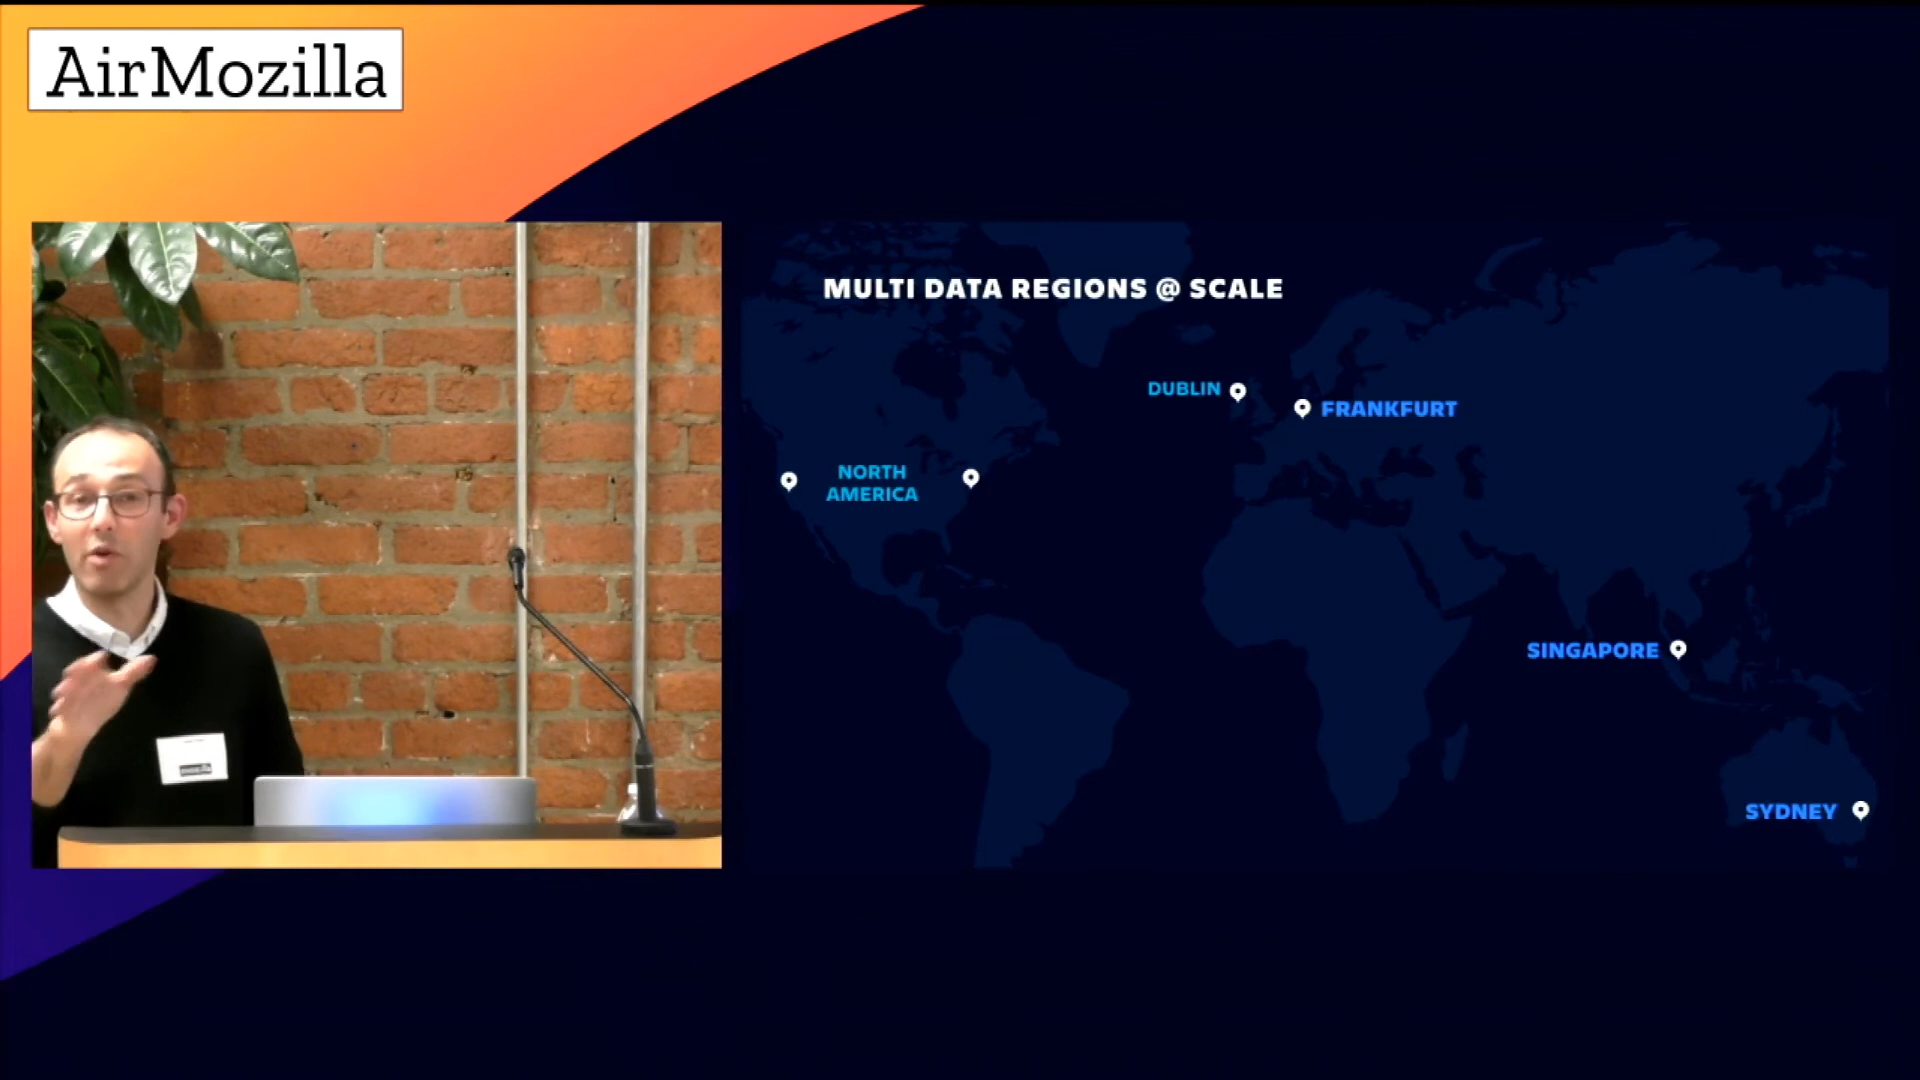 AirMozilla
MULTI DATA REGIONS @ SCALE
DUBLIN
FRANKFURT
NORTH
AMERICA
SINGAPORE
SYDNEY